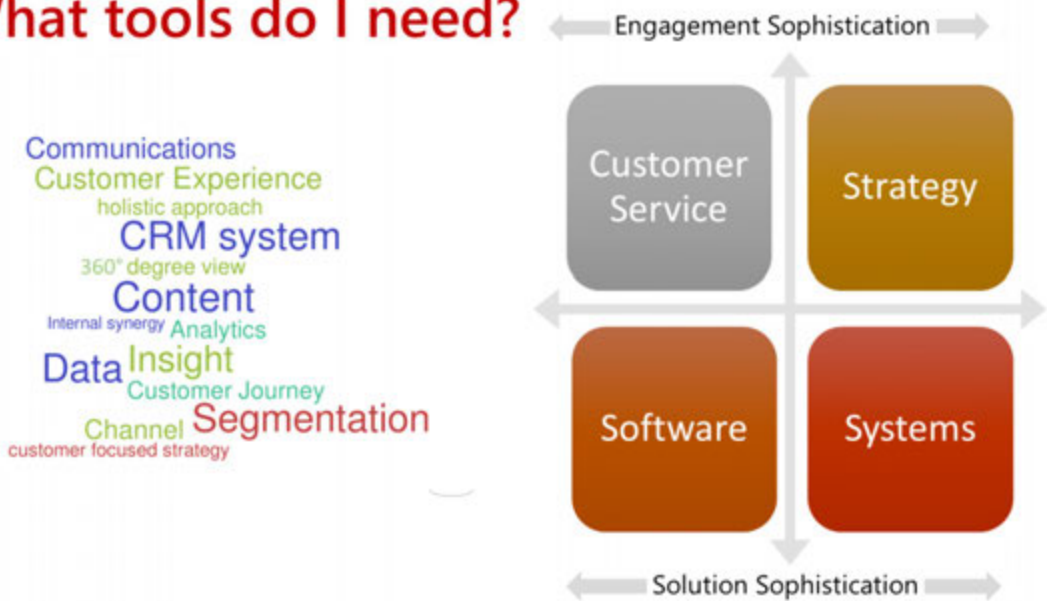 What tools do I need?
Communications
Customer Experience
holistic approach
CRM system
360° degree view
Content
Internal synergy Analytics
Data Insight
Customer Journey
Channel Segmentation
customer focused strategy
Engagement Sophistication
Customer
Service
Strategy
Software
Systems
Solution Sophistication